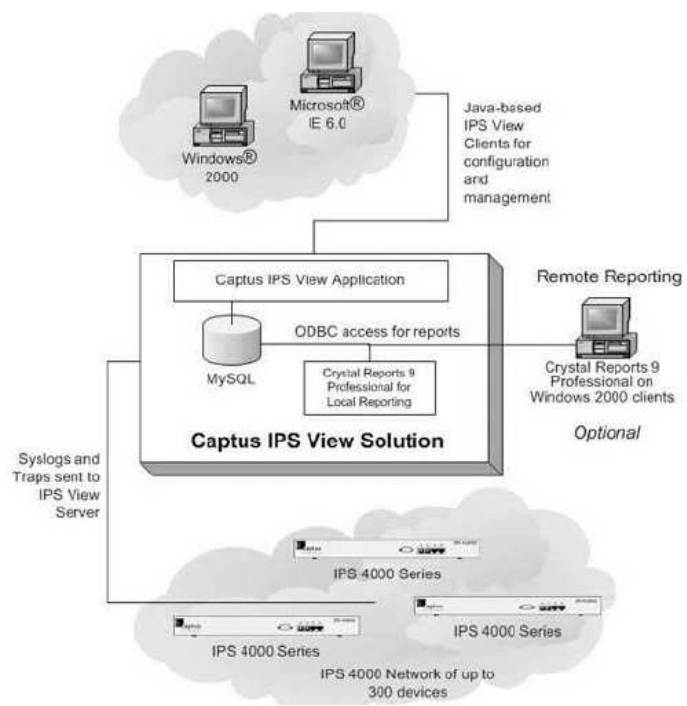 Microsoft®
IE 6.0
Windows®
2000
Java-based
IPS View
Clients for
configuration
and
management
Captus IPS View Application
Remote Reporting
ODBC access for reports
MySQL
Crystal Reports 9
Professional for
Local Reporting
Crystal Reports 9
Professional on
Windows 2000 clients
Optional
Captus IPS View Solution
Syslogs and
Traps sent to
IPS View
Server
IPS 4000 Series
IPS 4000 Series
IPS 4000 Series
IPS 4000 Network of up to
300 devices